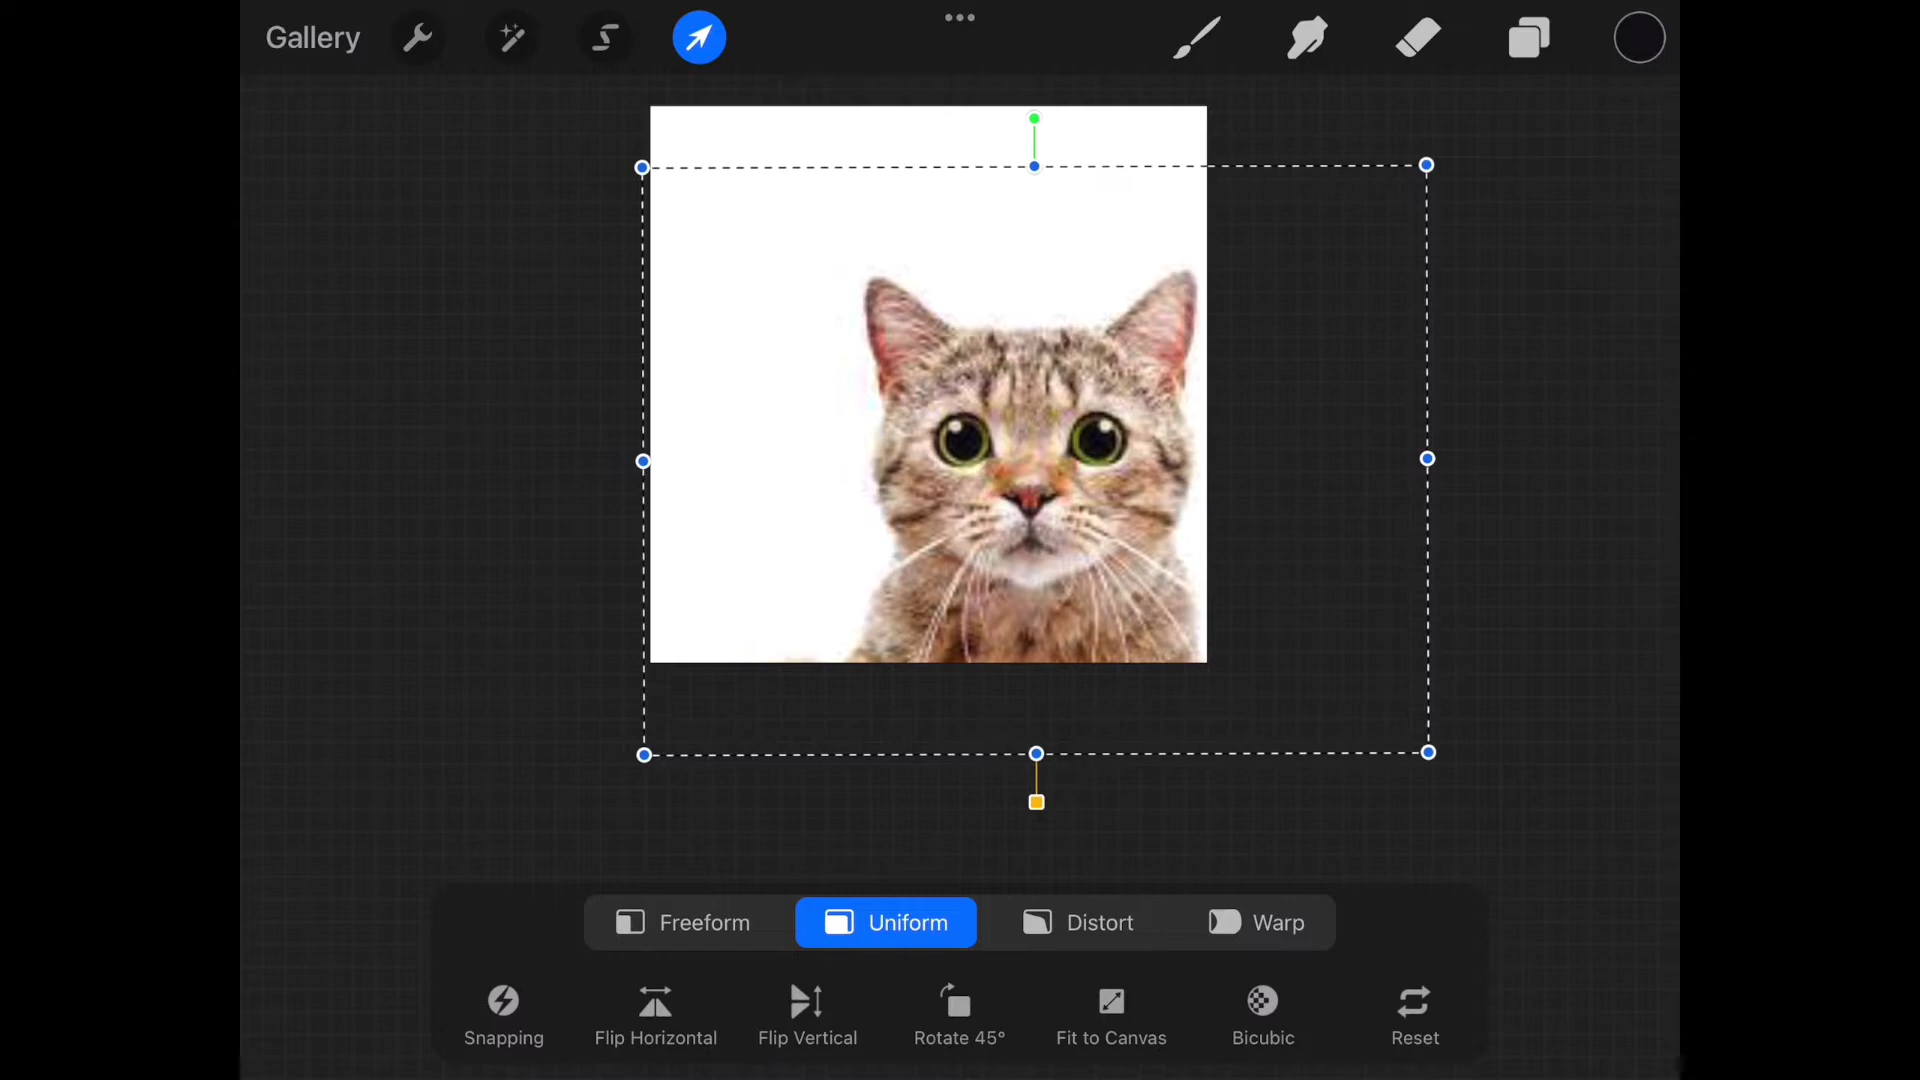 Gallery
Freeform Uniform Distort Warp
Snapping Flip Horizontal Flip Vertical Rotate 45° Fit to Canvas Bicubic Reset